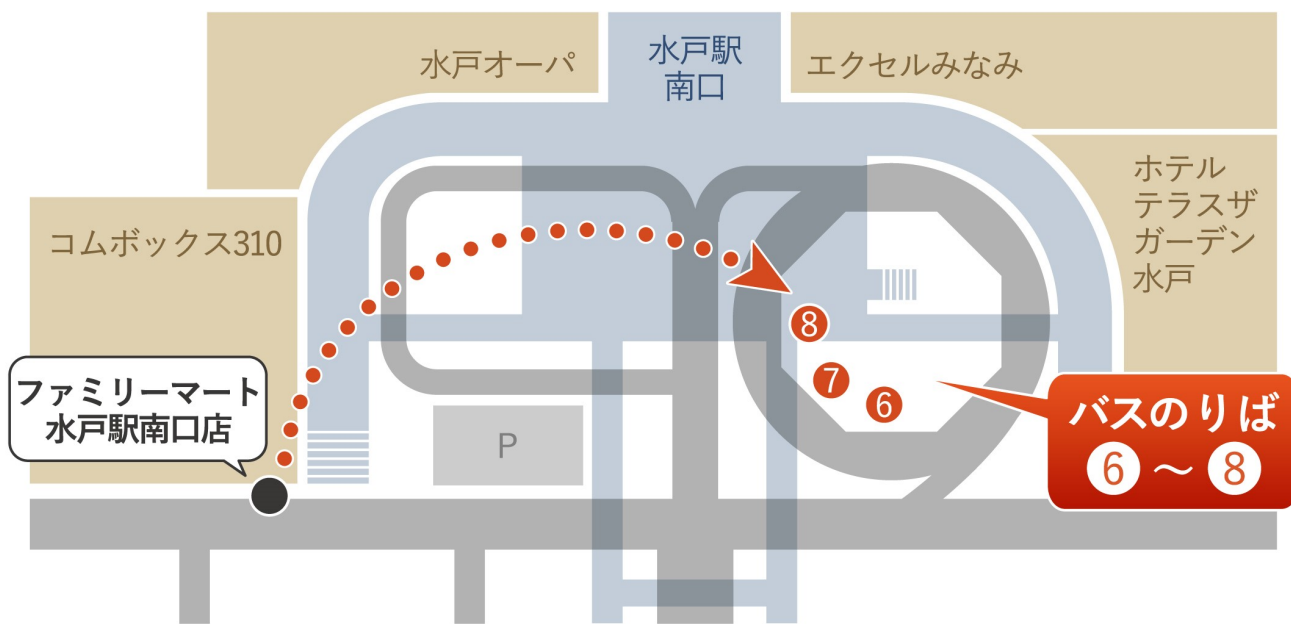 水戸オーパ
水戸駅
南口
エクセルみなみ
ホテル
テラスザ
ガーデン
水戸
コムボックス310
ファミリーマート
水戸駅南口店
P
8
7
6
バスのりば
6～8